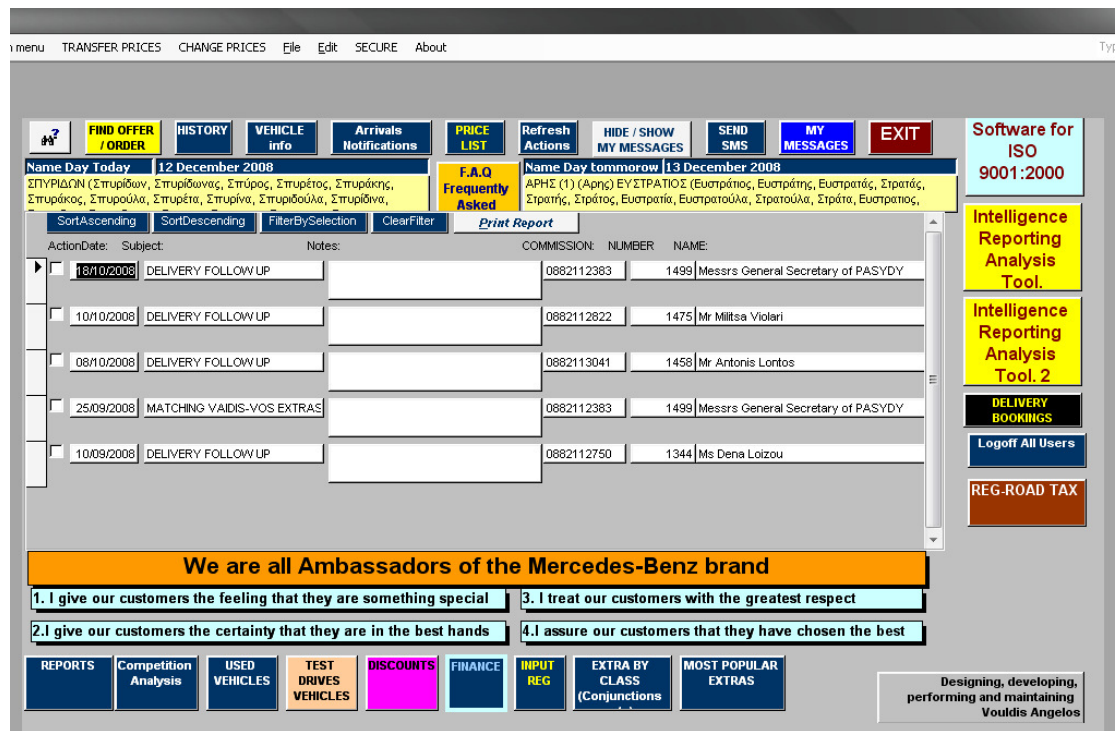 menu TRANSFER PRICES CHANGE PRICES File Edit SECURE About
FIND OFFER / ORDER
HISTORY
VEHICLE info
Arrivals Notifications
PRICE LIST
Refresh Actions
HIDE / SHOW MY MESSAGES
SEND SMS
MY MESSAGES
EXIT
Software for ISO 9001:2000
Name Day Today 12 December 2008
ΣΠΥΡΙΔΩΝ (Σπυρίδων, Σπυρίδωνας, Σπύρος, Σπυρέτος, Σπυράκης,
Σπυράκος, Σπυρούλα, Σπυρέτα, Σπυρίνα, Σπυριδούλα, Σπυρίδινα,
F.A.Q Frequently Asked
Name Day tommorow 13 December 2008
ΑΡΗΣ (1) (Αρης) ΕΥΣΤΡΑΤΙΟΣ (Ευστράτιος, Ευστράτης, Ευστρατάς, Στρατάς,
Στρατής, Στράτος, Ευστρατία, Ευστρατούλα, Στρατούλα, Στράτα, Ευστρατιος,
SortAscending SortDescending FilterBySelection ClearFilter Print Report
ActionDate: Subject: Notes: COMMISSION: NUMBER NAME:
18/10/2008 DELIVERY FOLLOW UP 0882112383 1499 Messrs General Secretary of PASYDY
10/10/2008 DELIVERY FOLLOW UP 0882112822 1475 Mr Militsa Violari
08/10/2008 DELIVERY FOLLOW UP 0882113041 1458 Mr Antonis Lontos
25/09/2008 MATCHING VAIDIS-VOS EXTRAS 0882112383 1499 Messrs General Secretary of PASYDY
10/09/2008 DELIVERY FOLLOW UP 0882112750 1344 Ms Dena Loizou
Intelligence Reporting Analysis Tool.
Intelligence Reporting Analysis Tool. 2
DELIVERY BOOKINGS
Logoff All Users
REG-ROAD TAX
We are all Ambassadors of the Mercedes-Benz brand
1. I give our customers the feeling that they are something special
3. I treat our customers with the greatest respect
2.I give our customers the certainty that they are in the best hands
4.I assure our customers that they have chosen the best
REPORTS
Competition Analysis
USED VEHICLES
TEST DRIVES VEHICLES
DISCOUNTS
FINANCE
INPUT REG
EXTRA BY CLASS (Conjunctions
MOST POPULAR EXTRAS
Designing, developing,
performing and maintaining
Vouldis Angelos